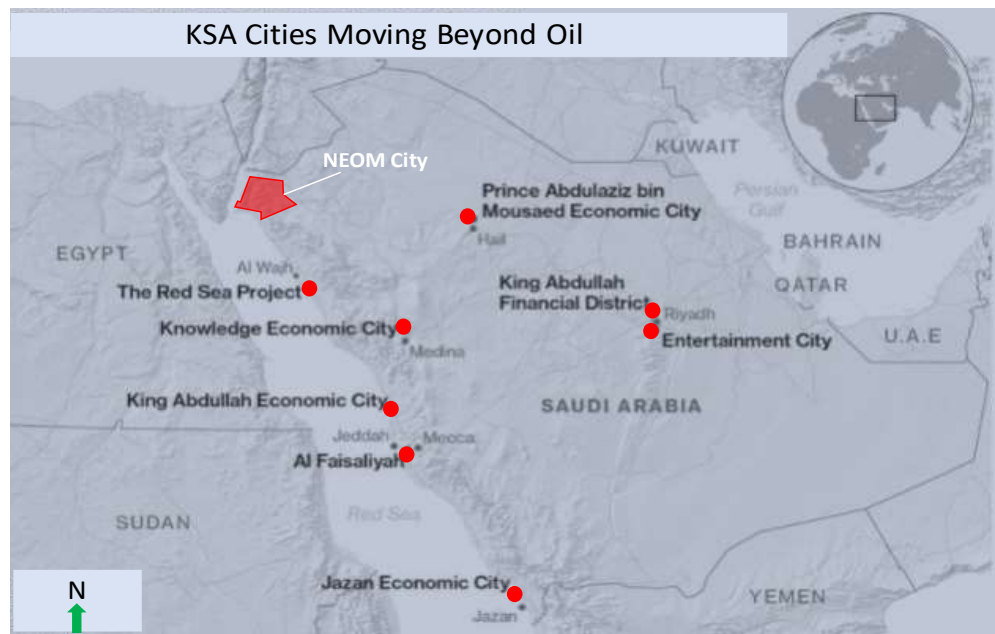 KSA Cities Moving Beyond Oil
KUWAIT
NEOM City
Persian
Gulf
Prince Abdulaziz bin
Mousaed Economic City
Hail
EGYPT
BAHRAIN
Al Wajh
QATAR
The Red Sea Project
King Abdullah
Financial District
Riyadh
Knowledge Economic City
Entertainment City
U.A.E
Medina
King Abdullah Economic City
SAUDI ARABIA
Jeddah
Mecca
Al Faisaliyah
Red Sea
SUDAN
Jazan Economic City
YEMEN
Jazan
N